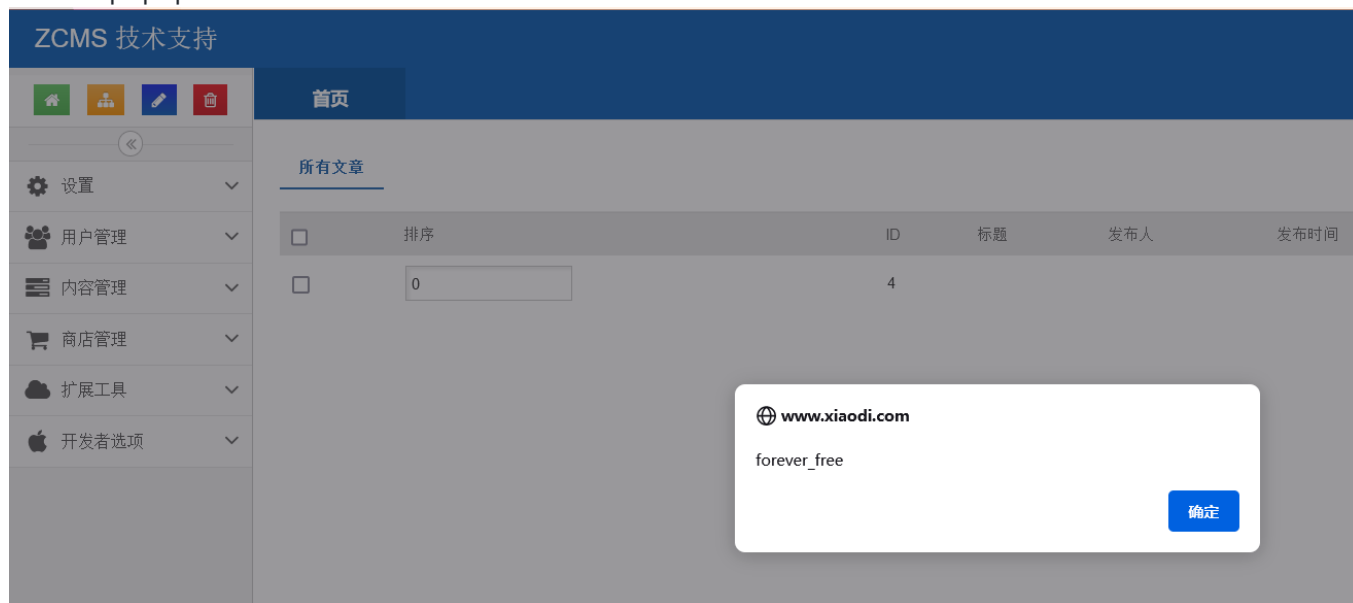 ZCMS 技术支持
首页
所有文章
设置
用户管理
内容管理
商店管理
扩展工具
开发者选项
排序 ID 标题 发布人 发布时间
0 4
www.xiaodi.com
forever_free
确定